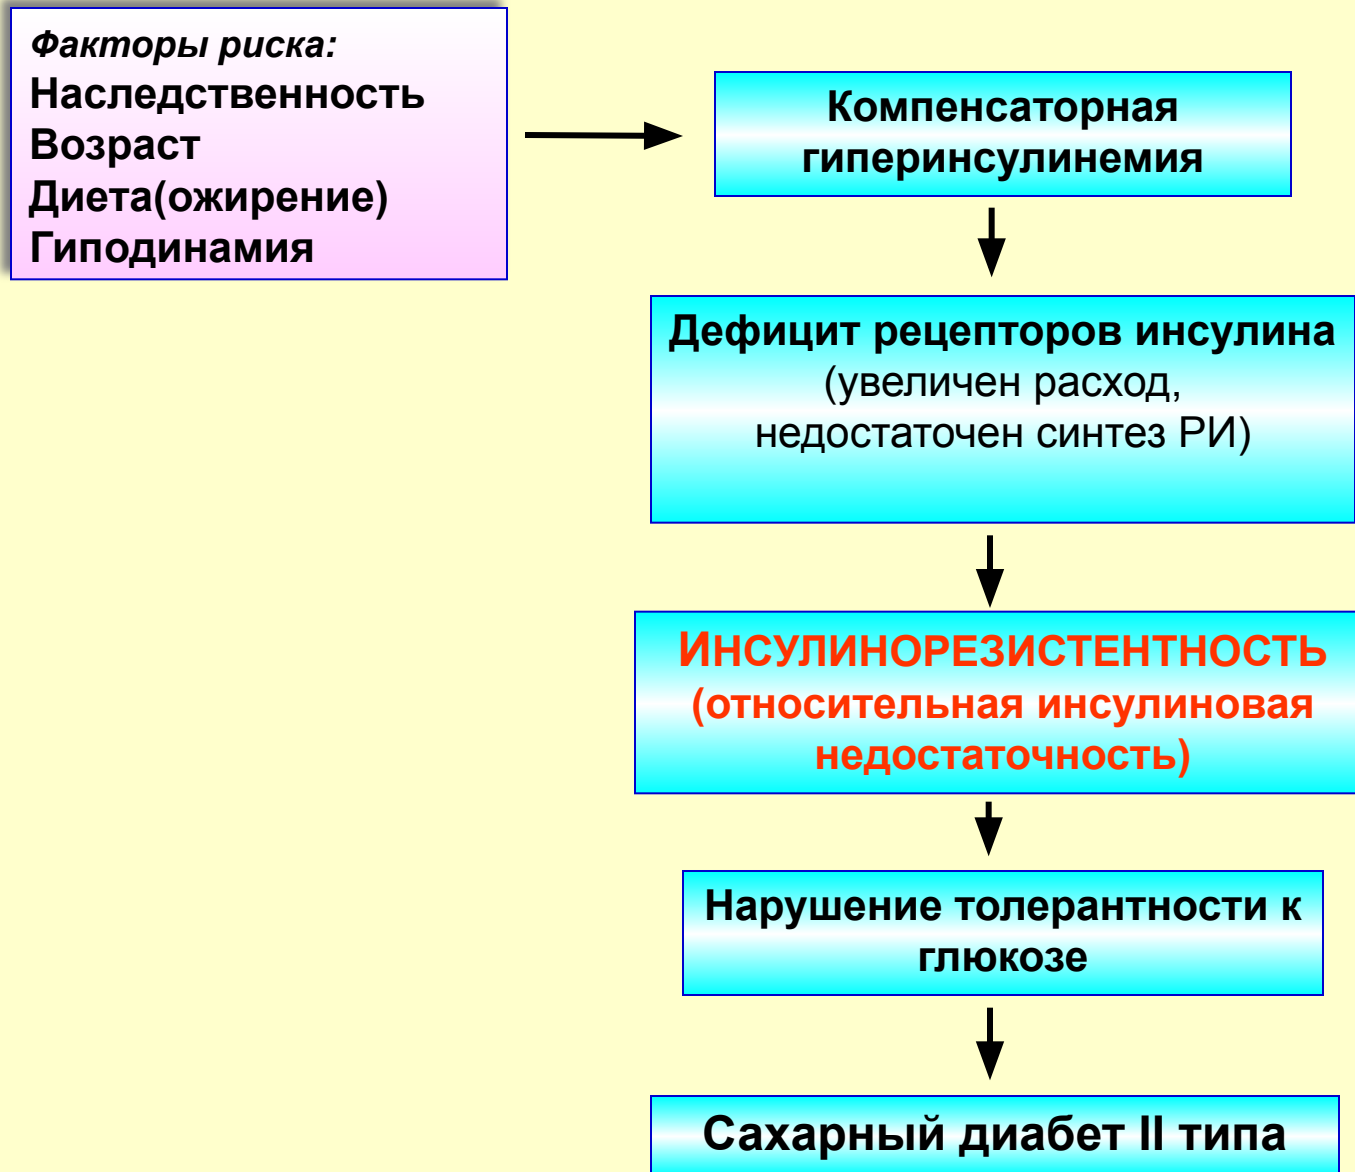 Факторы риска:
Наследственность
Возраст
Диета(ожирение)
Гиподинамия
Компенсаторная
гиперинсулинемия
Дефицит рецепторов инсулина
(увеличен расход,
недостаточен синтез РИ)
ИНСУЛИНОРЕЗИСТЕНТНОСТЬ
(относительная инсулиновая
недостаточность)
Нарушение толерантности к
глюкозе
Сахарный диабет II типа